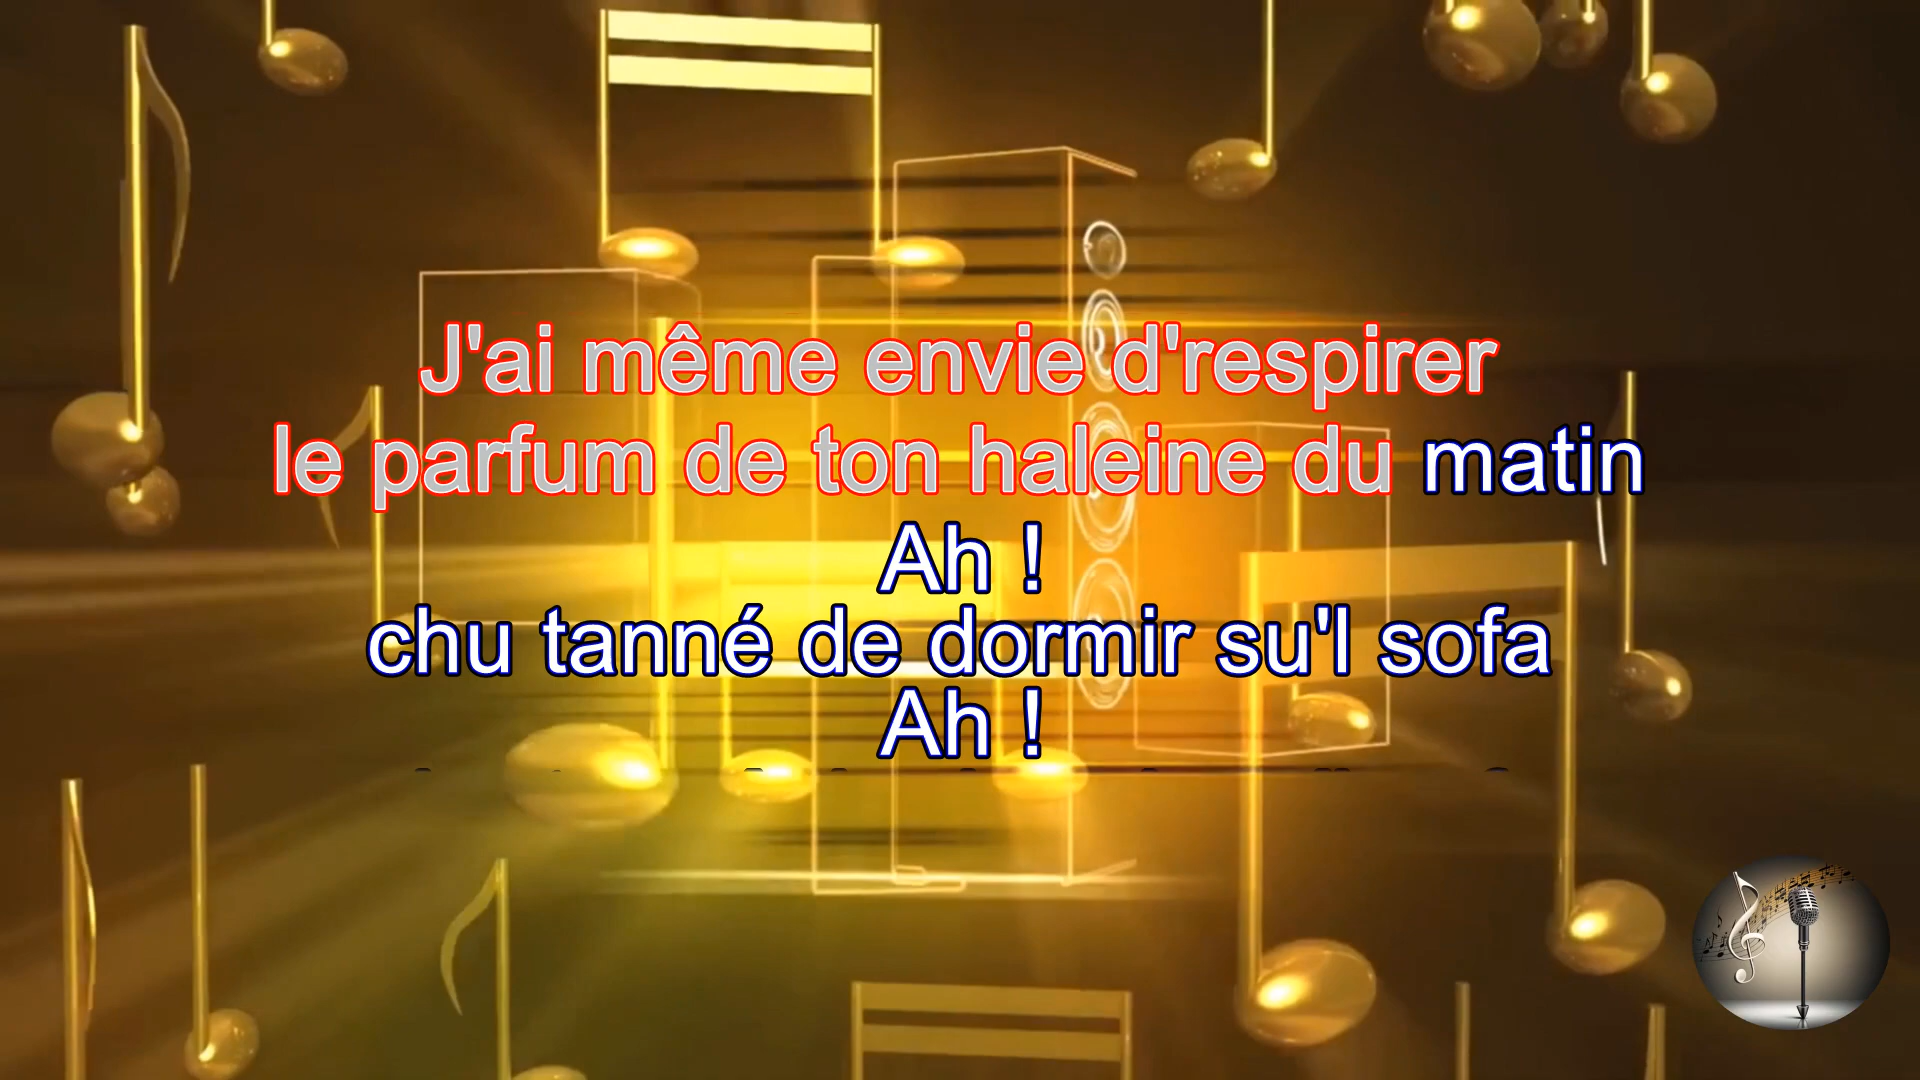 J'ai même envie d'respirer
le parfum de ton haleine du matin
Ah !
chu tanné de dormir su'l sofa
Ah !